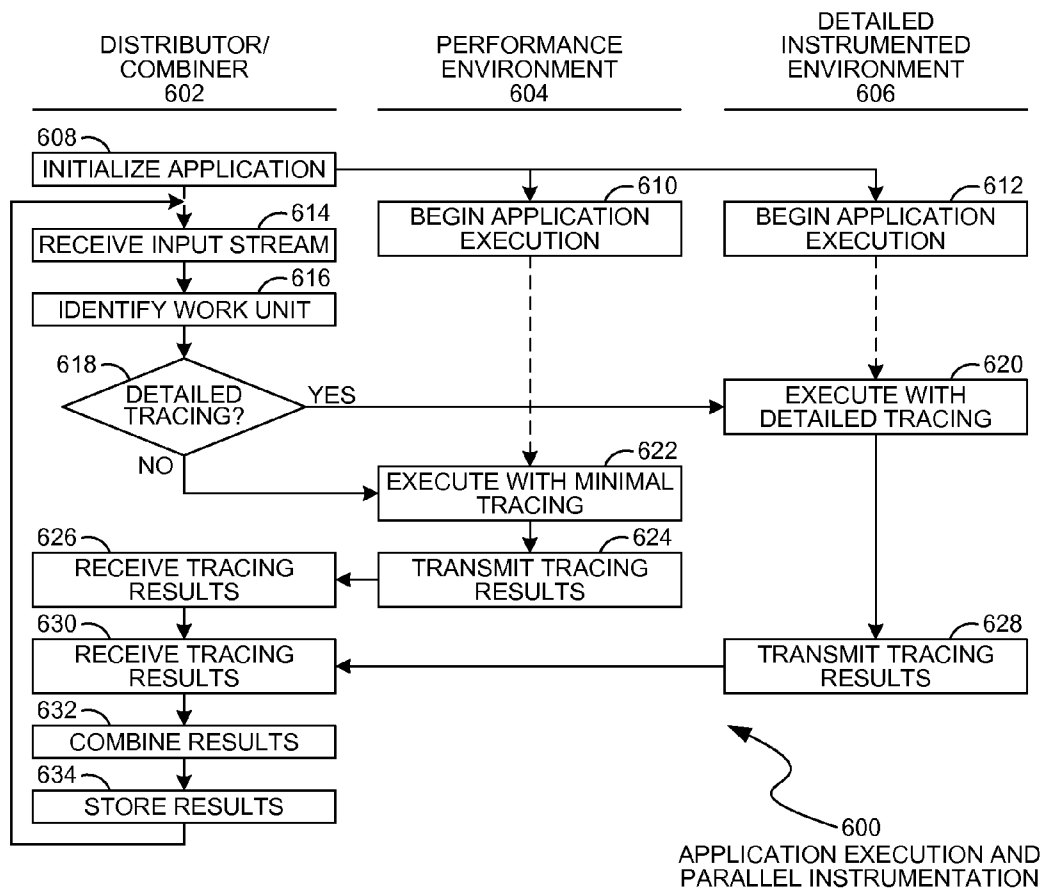 DISTRIBUTOR/
COMBINER
602
PERFORMANCE
ENVIRONMENT
604
DETAILED
INSTRUMENTED
ENVIRONMENT
606
608
INITIALIZE APPLICATION
610
BEGIN APPLICATION
EXECUTION
612
BEGIN APPLICATION
EXECUTION
614
RECEIVE INPUT STREAM
616
IDENTIFY WORK UNIT
618
DETAILED
TRACING?
YES
NO
620
EXECUTE WITH
DETAILED TRACING
622
EXECUTE WITH MINIMAL
TRACING
624
TRANSMIT TRACING
RESULTS
626
RECEIVE TRACING
RESULTS
628
TRANSMIT TRACING
RESULTS
630
RECEIVE TRACING
RESULTS
632
COMBINE RESULTS
634
STORE RESULTS
600
APPLICATION EXECUTION AND
PARALLEL INSTRUMENTATION